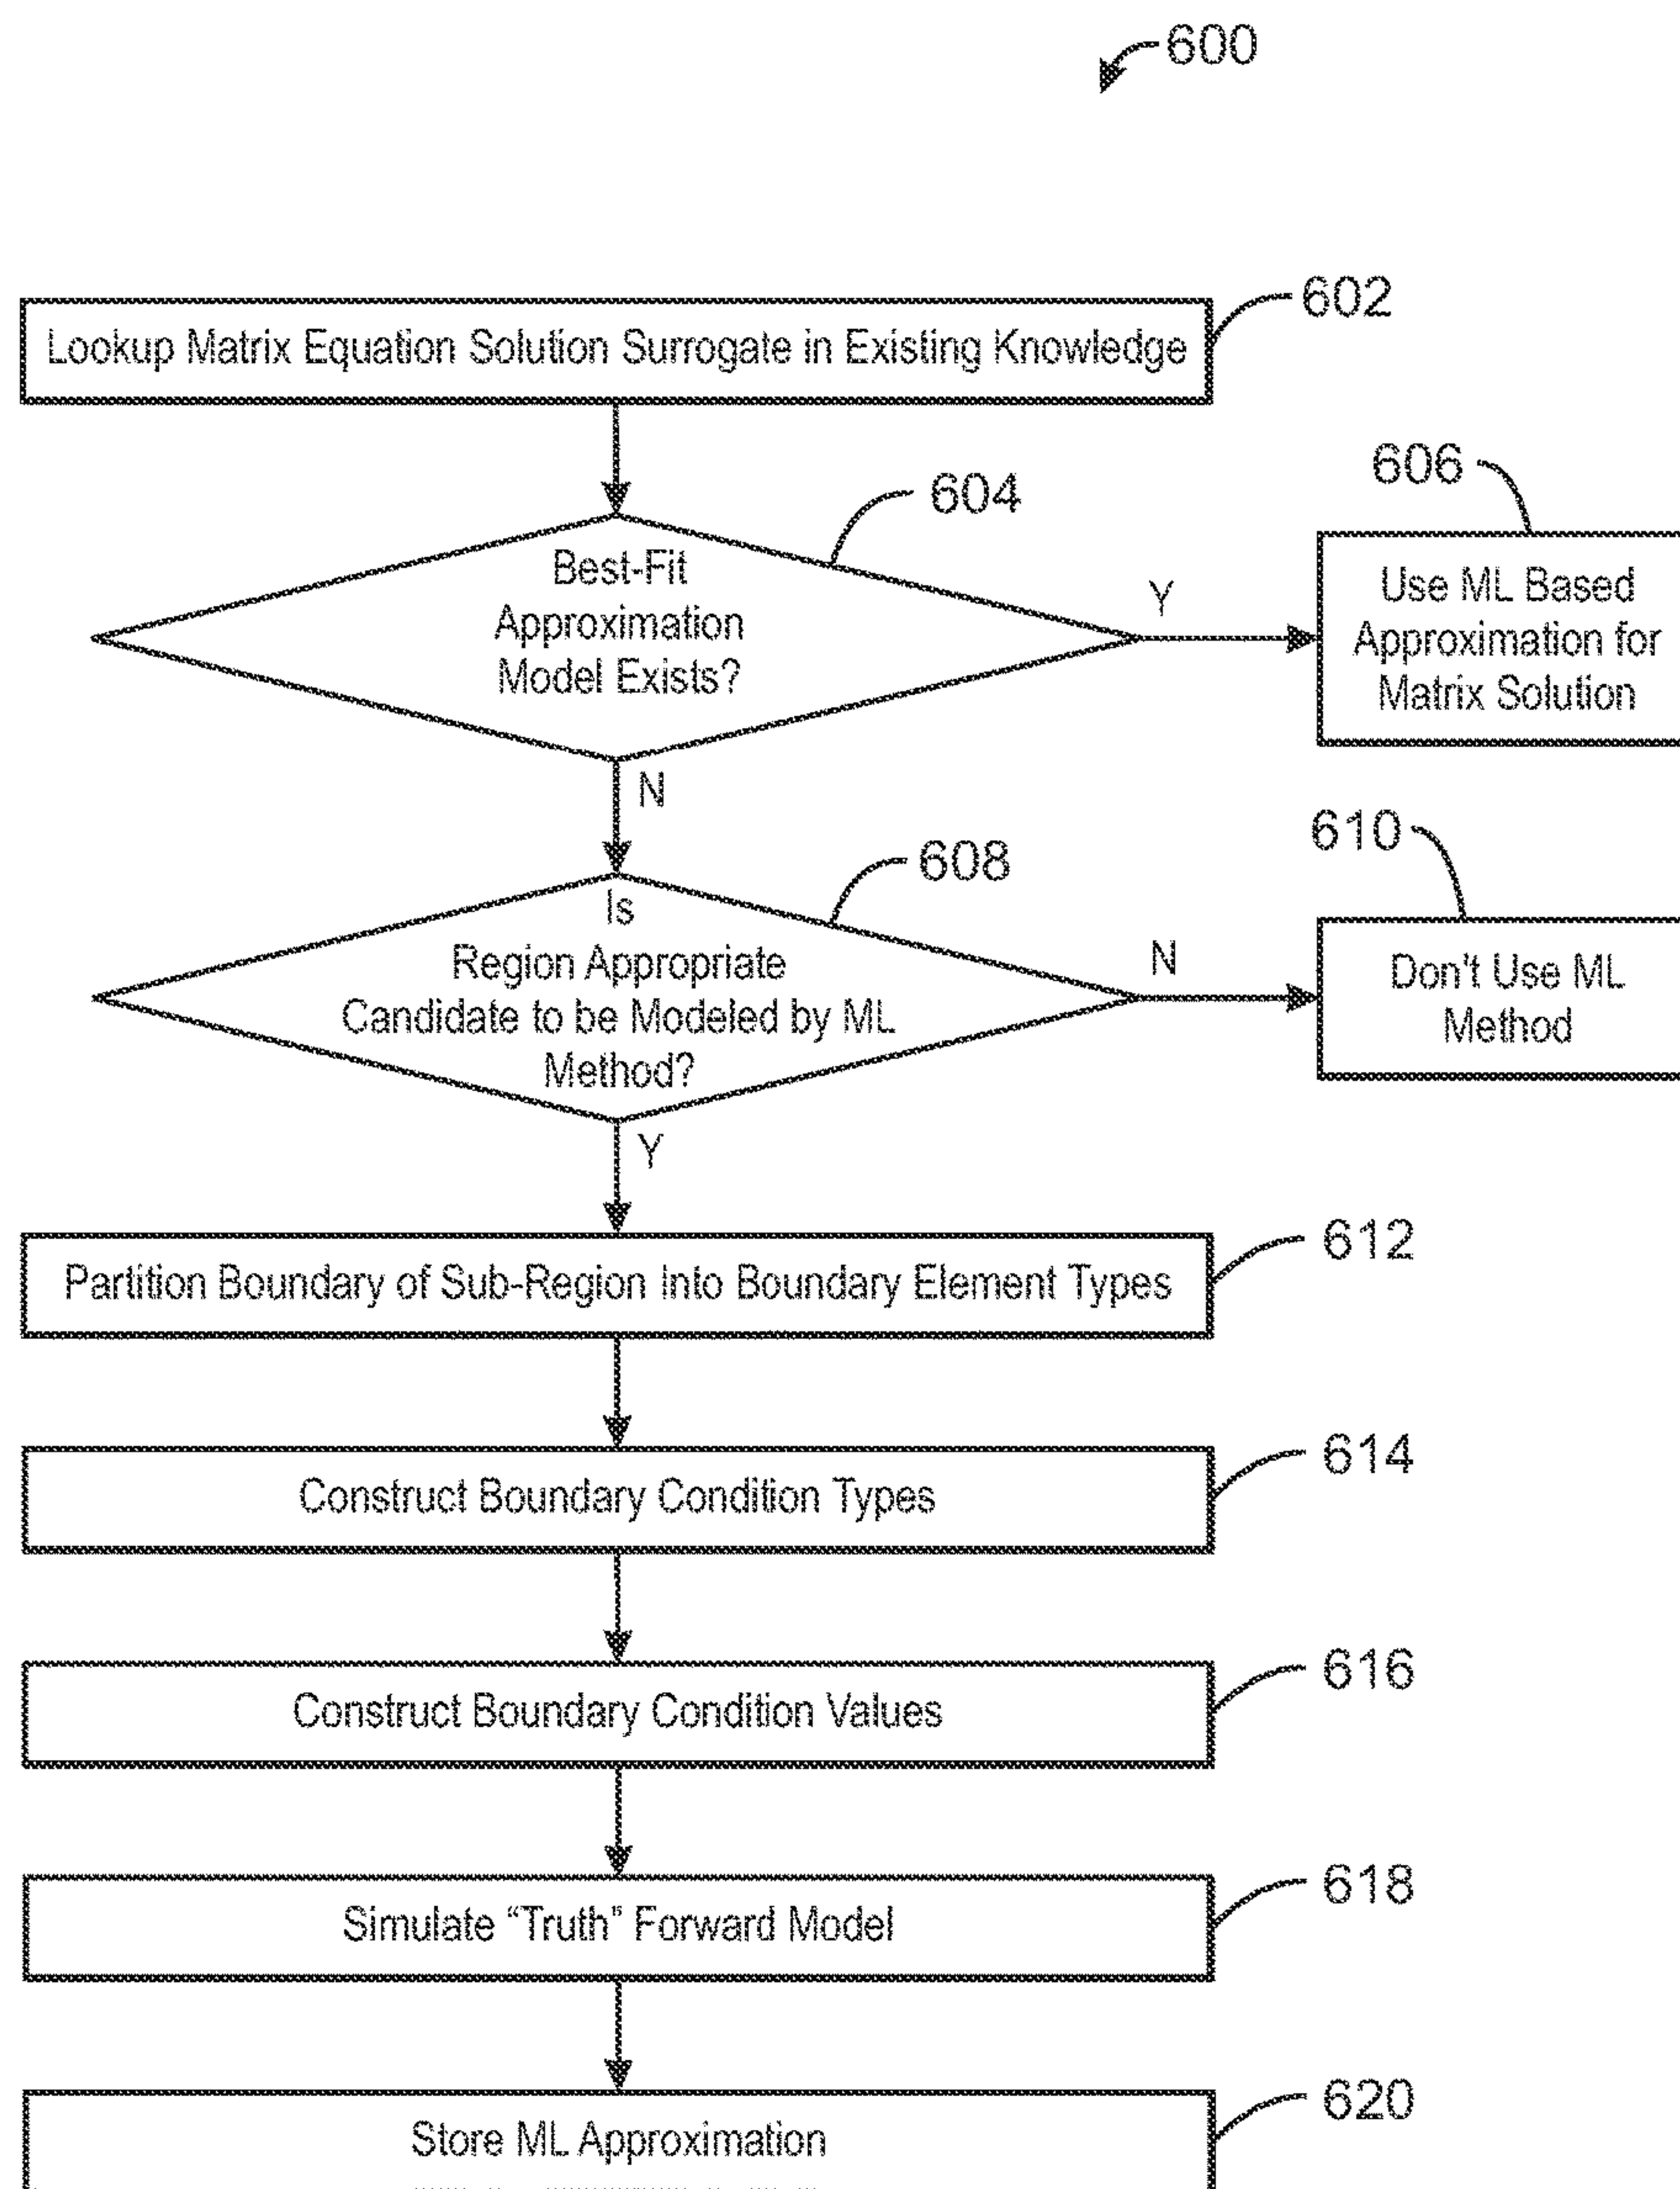 600
602
Lookup Matrix Equation Solution Surrogate in Existing Knowledge
604
Best-Fit
Approximation
Model Exists?
Y
606
Use ML Based
Approximation for
Matrix Solution
N
608
Is
Region Appropriate
Candidate to be Modeled by ML
Method?
N
610
Don't Use ML
Method
Y
612
Partition Boundary of Sub-Region Into Boundary Element Types
614
Construct Boundary Condition Types
616
Construct Boundary Condition Values
618
Simulate “Truth” Forward Model
620
Store ML Approximation